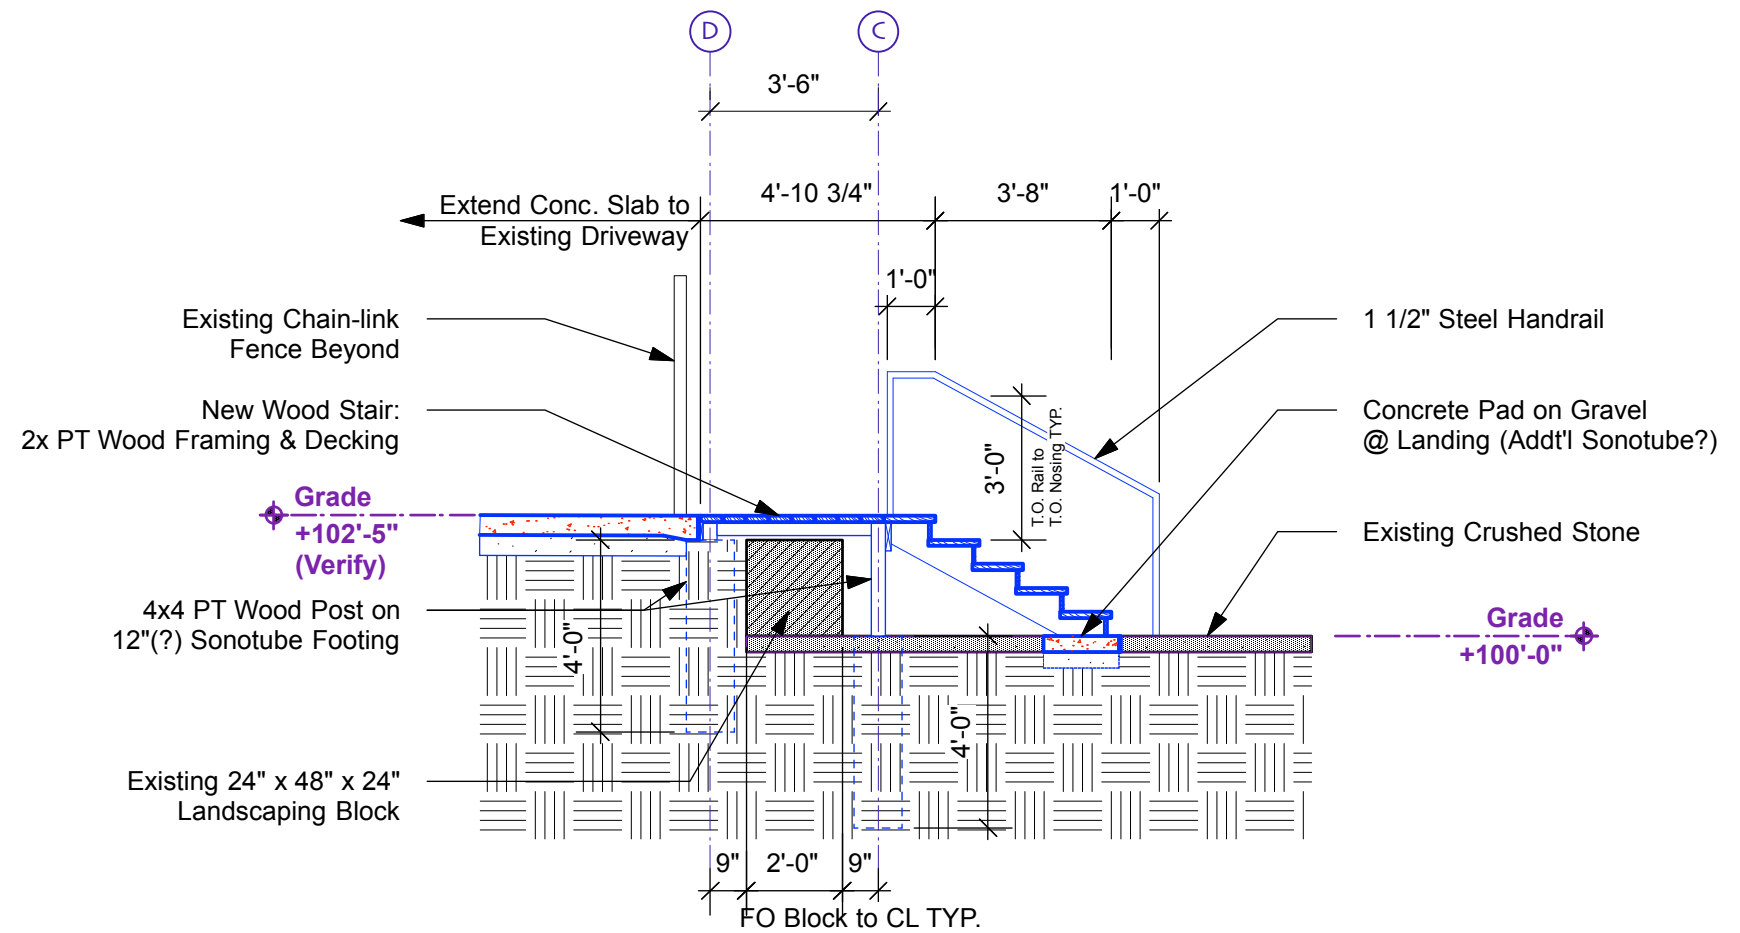 D
C
3'-6"
Extend Conc. Slab to
Existing Driveway
4'-10 3/4"
3'-8"
1'-0"
1'-0"
Existing Chain-link
Fence Beyond
1 1/2" Steel Handrail
New Wood Stair:
2x PT Wood Framing & Decking
Concrete Pad on Gravel
@ Landing (Addt'l Sonotube?)
3'-0"
T.O. Rail to
T.O. Nosing TYP.
Grade
+102'-5"
(Verify)
Existing Crushed Stone
4x4 PT Wood Post on
12"(?) Sonotube Footing
4'-0"
Grade
+100'-0"
4'-0"
Existing 24" x 48" x 24"
Landscaping Block
9"
2'-0"
9"
FO Block to CL TYP.